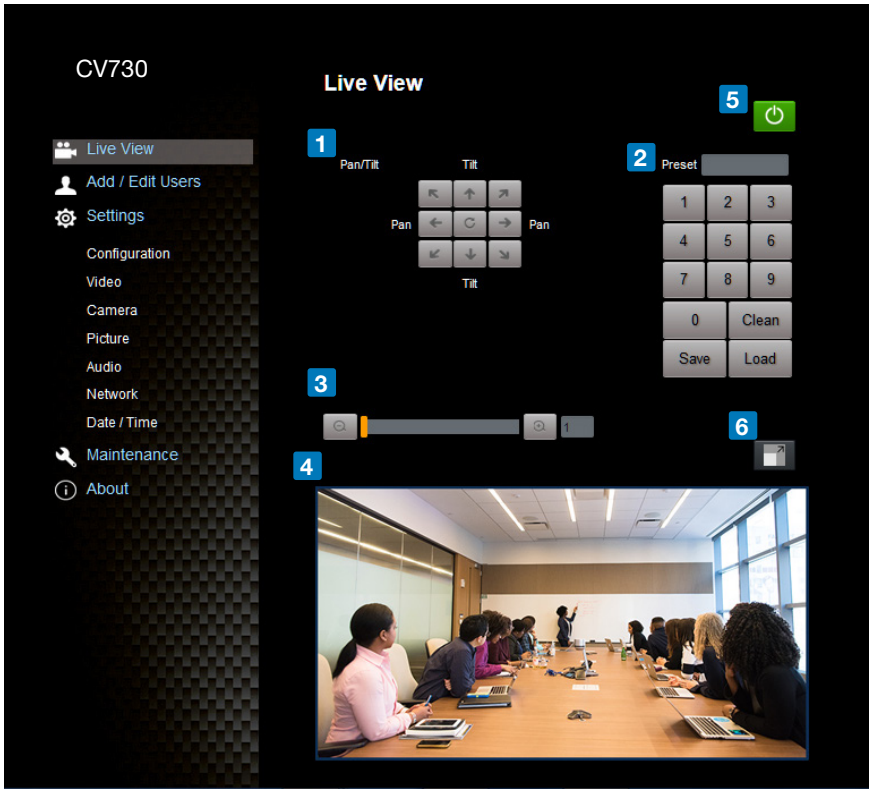 CV730
Live View
Add / Edit Users
Settings
Configuration
Video
Camera
Picture
Audio
Network
Date / Time
Maintenance
About
Live View
5
1
Pan/Tilt
Tilt
Pan
Pan
Tilt
2
Preset
1 2 3
4 5 6
7 8 9
0 Clean
Save Load
3
1
6
4